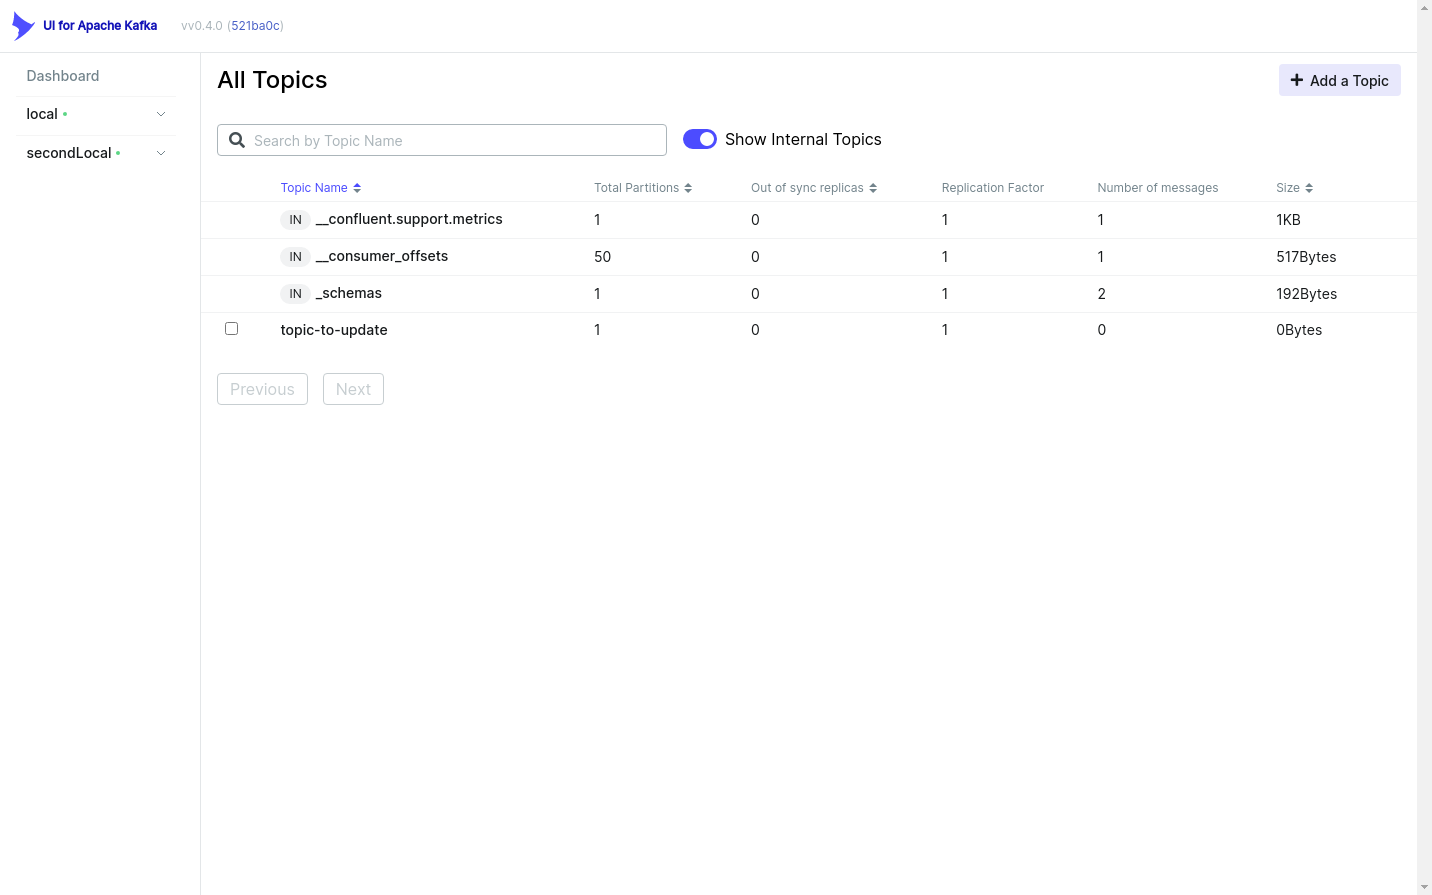 UI for Apache Kafka vv0.4.0 (521ba0c)
Dashboard
local
secondLocal
All Topics
Add a Topic
Search by Topic Name
Show Internal Topics
Topic Name Total Partitions Out of sync replicas Replication Factor Number of messages Size
IN __confluent.support.metrics 1 0 1 1 1KB
IN __consumer_offsets 50 0 1 1 517Bytes
IN _schemas 1 0 1 2 192Bytes
topic-to-update 1 0 1 0 0Bytes
Previous Next